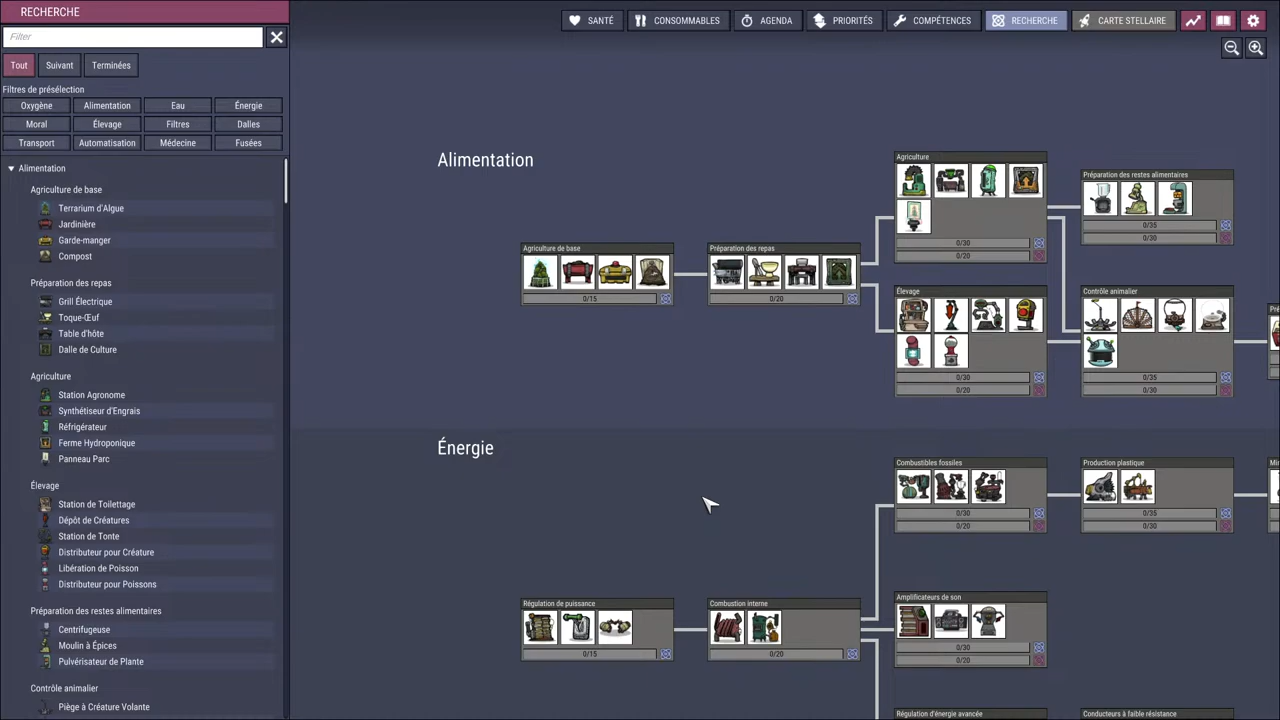 RECHERCHE
SANTÉ
CONSOMMABLES
AGENDA
PRIORITÉS
COMPÉTENCES
RECHERCHE
CARTE STELLAIRE
Filter
Tout
Suivant
Terminées
Filtres de présélection
Oxygène
Alimentation
Eau
Énergie
Moral
Élevage
Filtres
Dalles
Transport
Automatisation
Médecine
Fusées
Alimentation
Agriculture de base
Terrarium d'Algue
Jardinière
Garde-manger
Compost
Préparation des repas
Grill Électrique
Toque-Œuf
Table d'hôte
Dalle de Culture
Agriculture
Station Agronome
Synthétiseur d'Engrais
Réfrigérateur
Ferme Hydroponique
Panneau Parc
Élevage
Station de Toilettage
Dépôt de Créatures
Station de Tonte
Distributeur pour Créature
Libération de Poisson
Distributeur pour Poissons
Préparation des restes alimentaires
Centrifugeuse
Moulin à Épices
Pulvérisateur de Plante
Contrôle animalier
Piège à Créature Volante
Alimentation
Agriculture de base
0/15
Préparation des repas
0/20
Agriculture
0/30
0/20
Préparation des restes alimentaires
0/35
0/30
Élevage
0/30
0/20
Contrôle animalier
0/35
0/30
Énergie
Régulation de puissance
0/15
Combustion interne
0/20
Combustibles fossiles
0/30
0/20
Production plastique
0/35
0/30
Amplificateurs de son
0/30
0/20
Régulation d'énergie avancée
Conducteurs à faible résistance